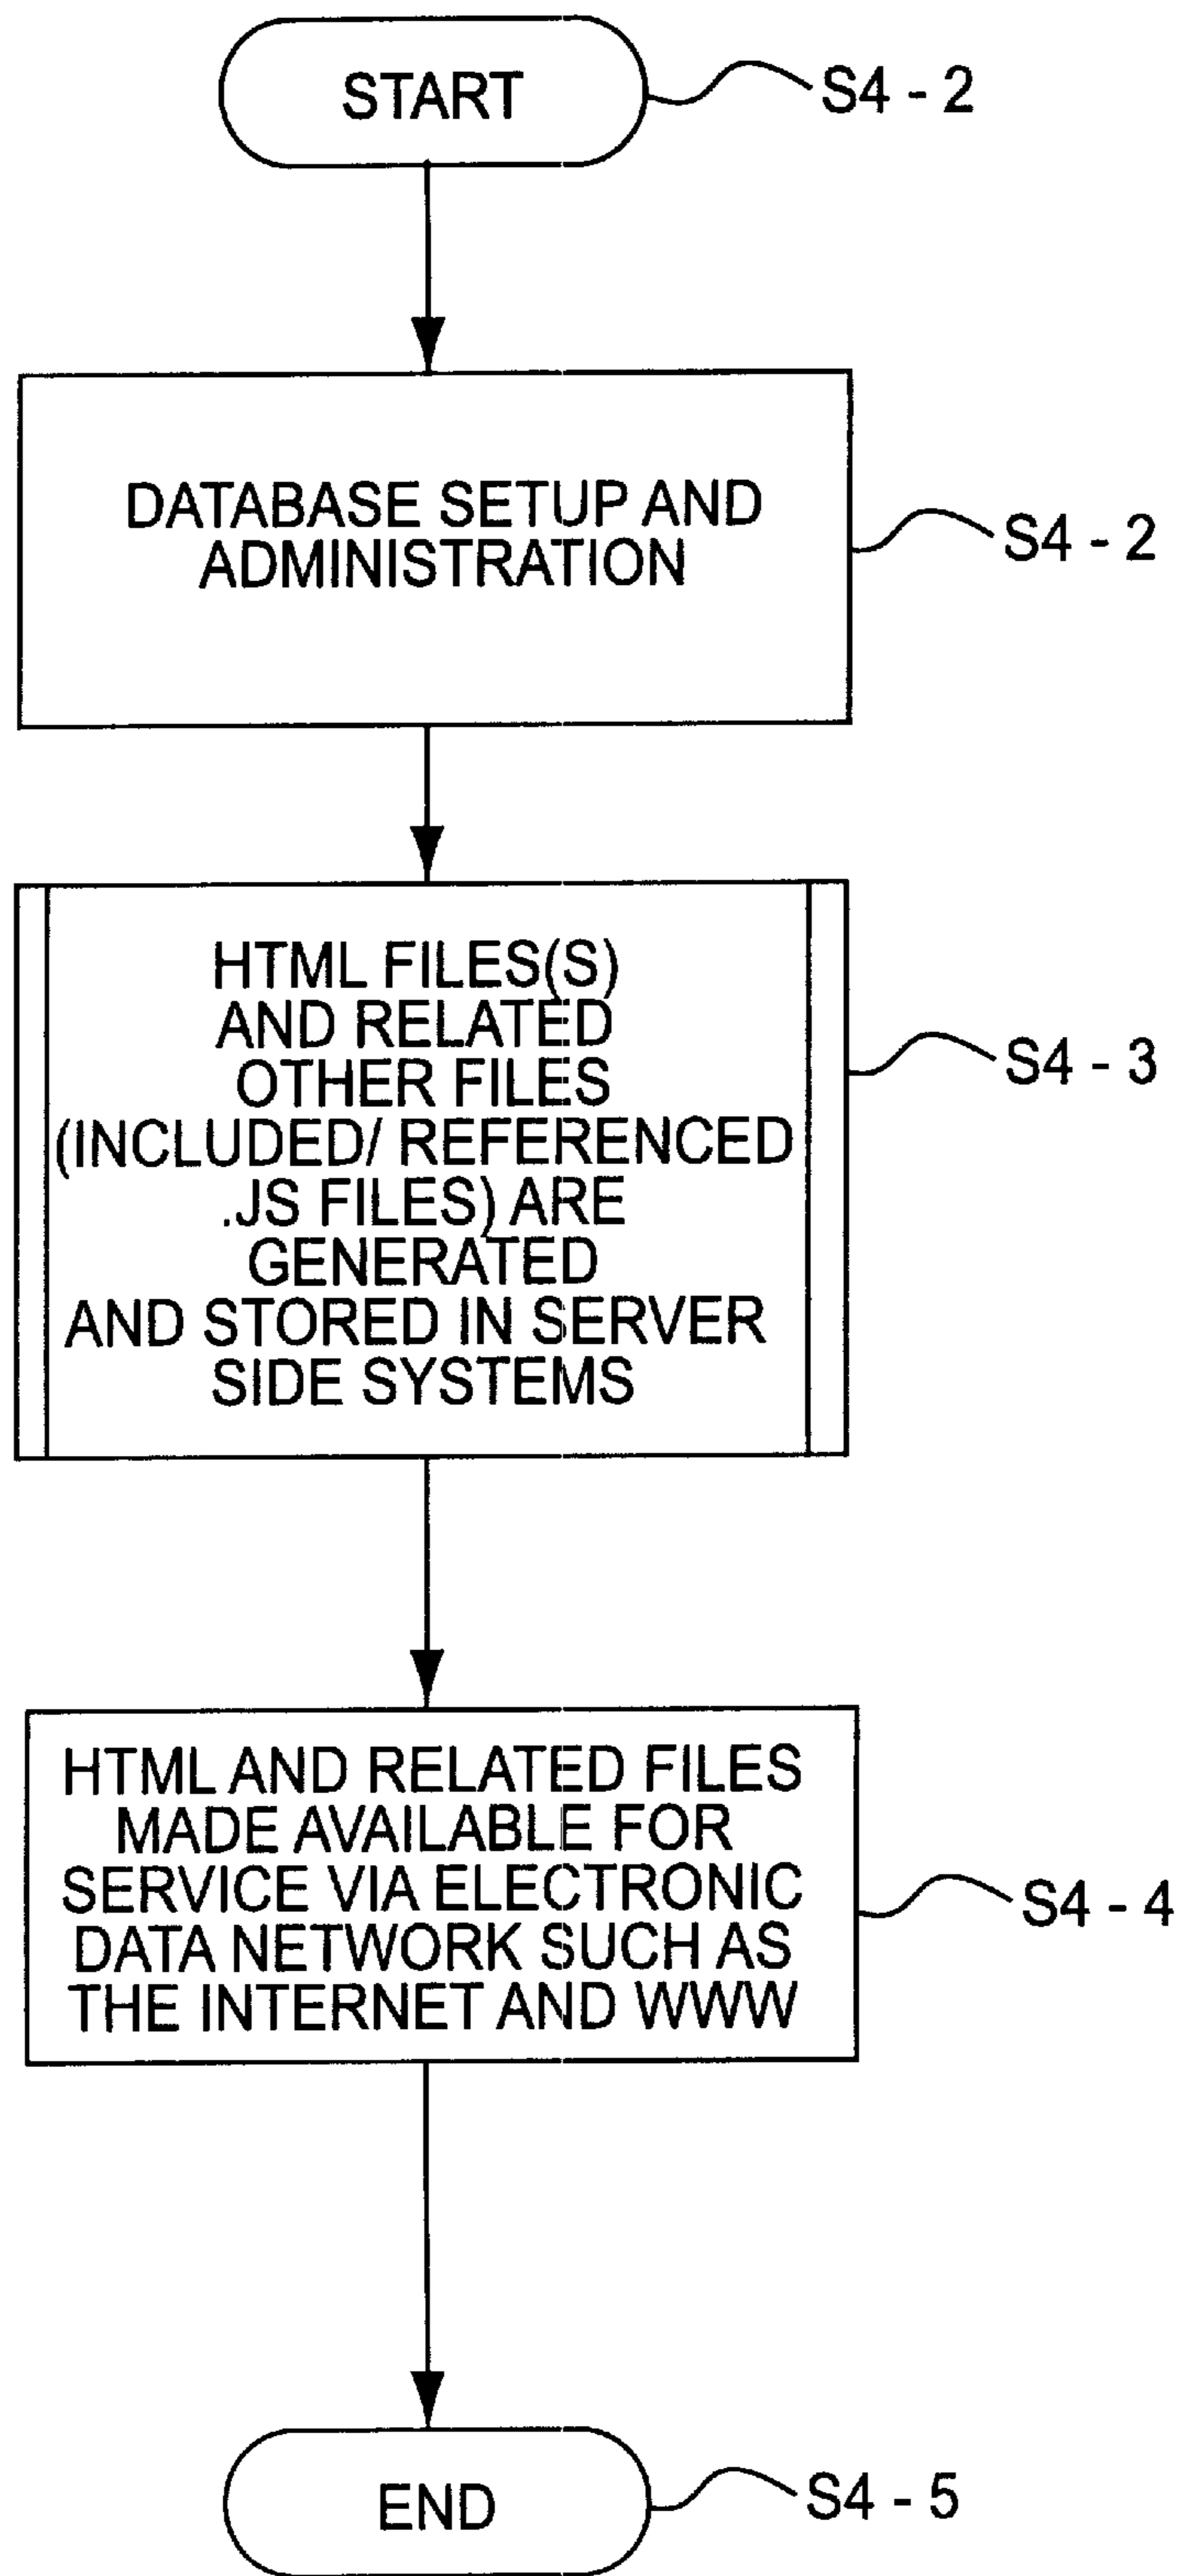 START
S4 - 2
DATABASE SETUP AND
ADMINISTRATION
S4 - 2
HTML FILES(S)
AND RELATED
OTHER FILES
(INCLUDED/ REFERENCED
.JS FILES) ARE
GENERATED
AND STORED IN SERVER
SIDE SYSTEMS
S4 - 3
HTML AND RELATED FILES
MADE AVAILABLE FOR
SERVICE VIA ELECTRONIC
DATA NETWORK SUCH AS
THE INTERNET AND WWW
S4 - 4
END
S4 - 5